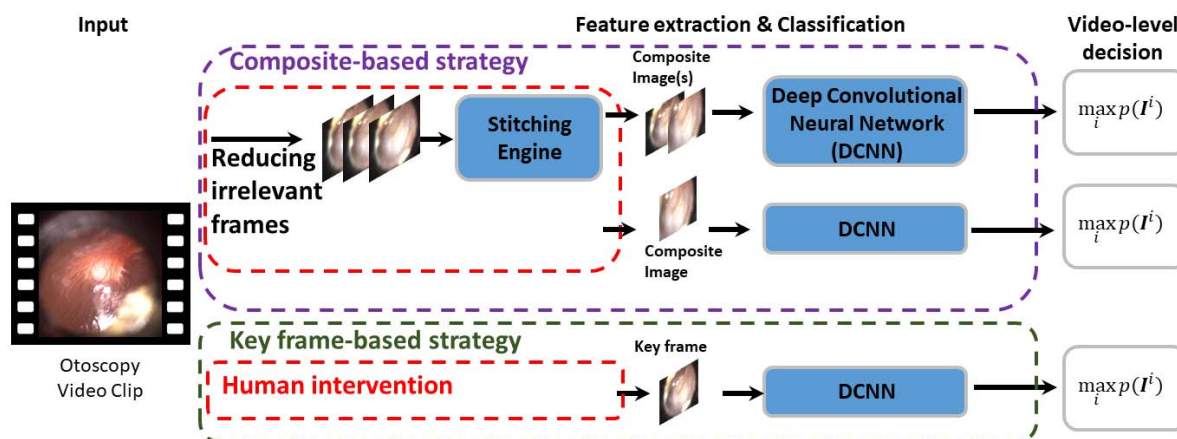 Input
Feature extraction & Classification
Video-level
decision
Composite-based strategy
Reducing
irrelevant
frames
Stitching
Engine
Composite
Image(s)
Deep Convolutional
Neural Network
(DCNN)
max p(I^i)
i
Composite
Image
DCNN
max p(I^i)
i
Otoscopy
Video Clip
Key frame-based strategy
Human intervention
Key frame
DCNN
max p(I^i)
i